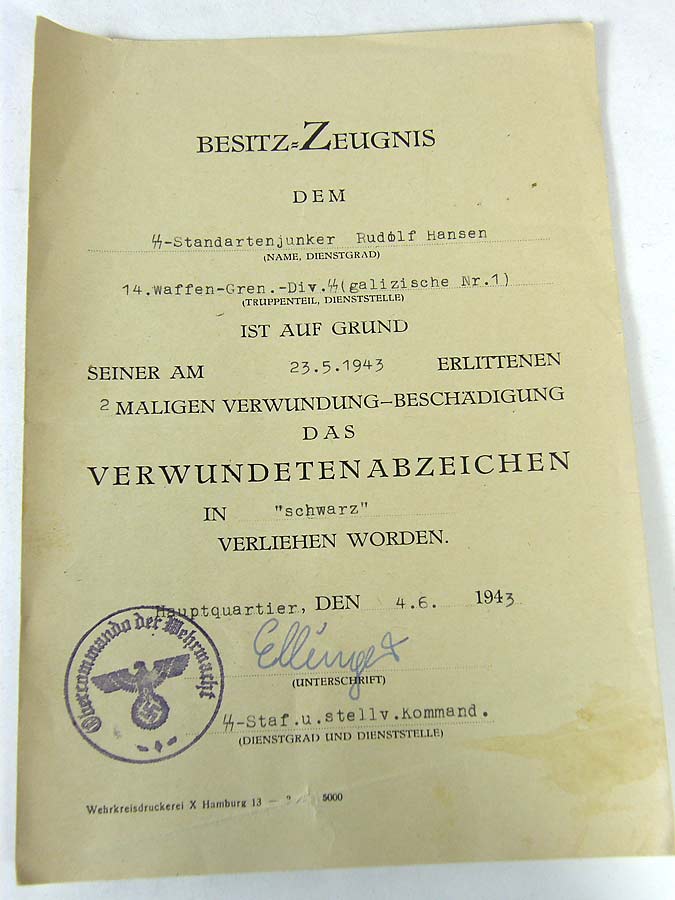 BESITZ=ZEUGNIS
DEM
ᛋᛋ-Standartenjunker Rudolf Hansen
(NAME, DIENSTGRAD)
14.Waffen-Gren.-Div.ᛋᛋ(galizische Nr.1)
(TRUPPENTEIL, DIENSTSTELLE)
IST AUF GRUND
SEINER AM 23.5.1943 ERLITTENEN
2 MALIGEN VERWUNDUNG-BESCHÄDIGUNG
DAS
VERWUNDETENABZEICHEN
IN "schwarz"
VERLIEHEN WORDEN.
Hauptquartier, DEN 4.6. 1943
Oberkommando der Wehrmacht
(UNTERSCHRIFT)
ᛋᛋ-Staf.u.stellv.Kommand.
(DIENSTGRAD UND DIENSTSTELLE)
Wehrkreisdruckerei X Hamburg 13 — 5000